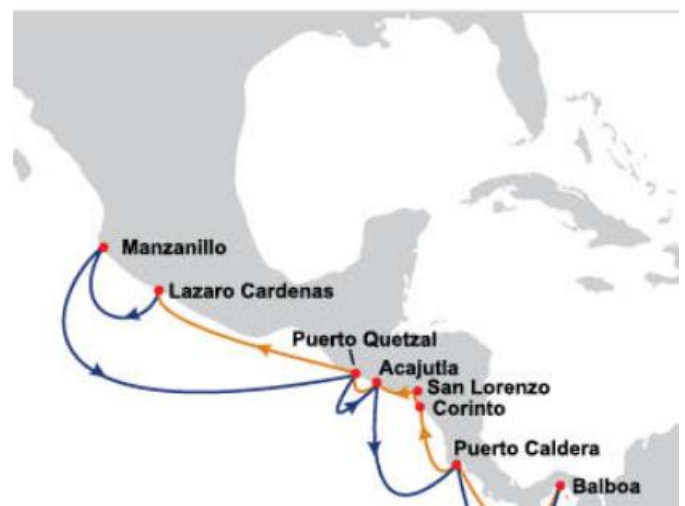 Manzanillo
Lazaro Cardenas
Puerto Quetzal
Acajutla
San Lorenzo
Corinto
Puerto Caldera
Balboa